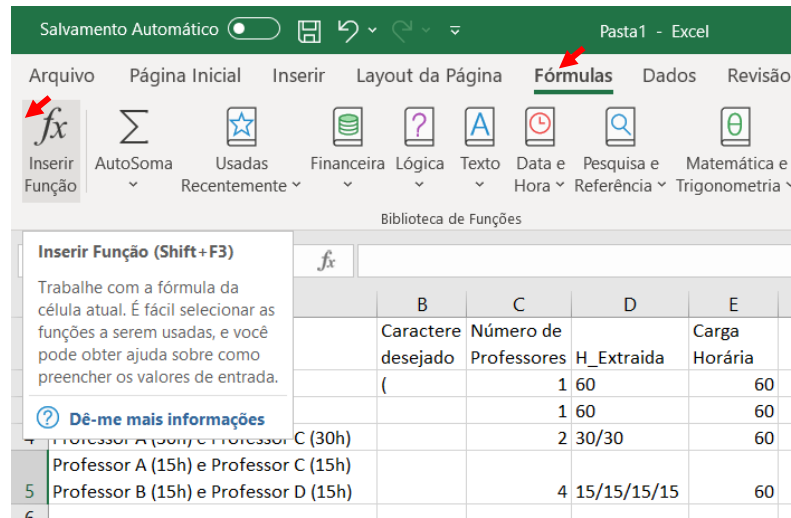 Salvamento Automático
Pasta1 - Excel
Arquivo Página Inicial Inserir Layout da Página Fórmulas Dados Revisão
fx
Inserir AutoSoma Usadas Financeira Lógica Texto Data e Pesquisa e Matemática e
Função Recentemente Hora Referência Trigonometria
Biblioteca de Funções
Inserir Função (Shift+F3)
fx
Trabalhe com a fórmula da
célula atual. É fácil selecionar as
funções a serem usadas, e você
pode obter ajuda sobre como
preencher os valores de entrada.
Dê-me mais informações
B C D E
Caractere Número de Carga
desejado Professores H_Extraida Horária
( 1 60 60
1 60 60
4 Professor A (30h) e Professor C (30h) 2 30/30 60
Professor A (15h) e Professor C (15h)
5 Professor B (15h) e Professor D (15h) 4 15/15/15/15 60